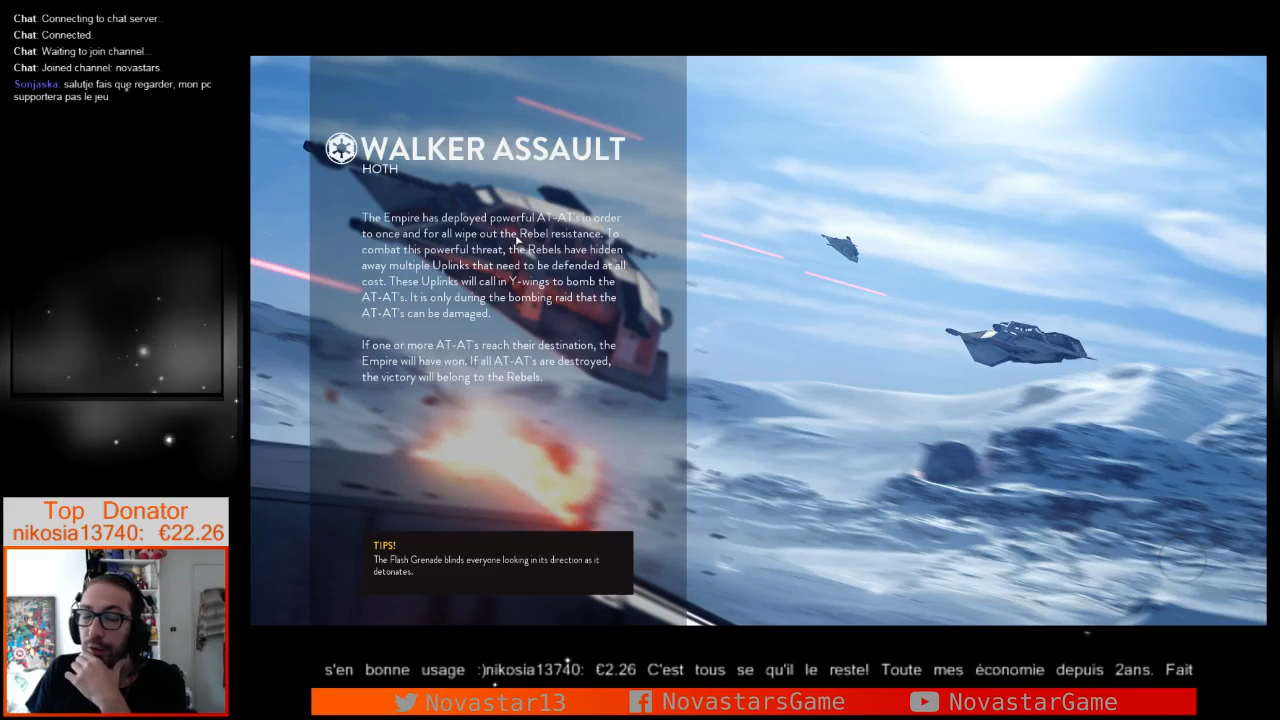 Chat: Connecting to chat server..
Chat: Connected.
Chat: Waiting to join channel...
Chat: Joined channel: novastars.
Sonjaska: salutje fais que regarder, mon pc
supportera pas le jeu
WALKER ASSAULT
HOTH
The Empire has deployed powerful AT-AT's in order
to once and for all wipe out the Rebel resistance. To
combat this powerful threat, the Rebels have hidden
away multiple Uplinks that need to be defended at all
cost. These Uplinks will call in Y-wings to bomb the
AT-AT's. It is only during the bombing raid that the
AT-AT's can be damaged.
If one or more AT-AT's reach their destination, the
Empire will have won. If all AT-AT's are destroyed,
the victory will belong to the Rebels.
TIPS!
The Flash Grenade blinds everyone looking in its direction as it
detonates.
Top Donator
nikosia13740: €22.26
s'en bonne usage :)nikosia13740: €2.26 C'est tous se qu'il le reste! Toute mes économie depuis 2ans. Fait
Novastar13
NovastarsGame
NovastarGame